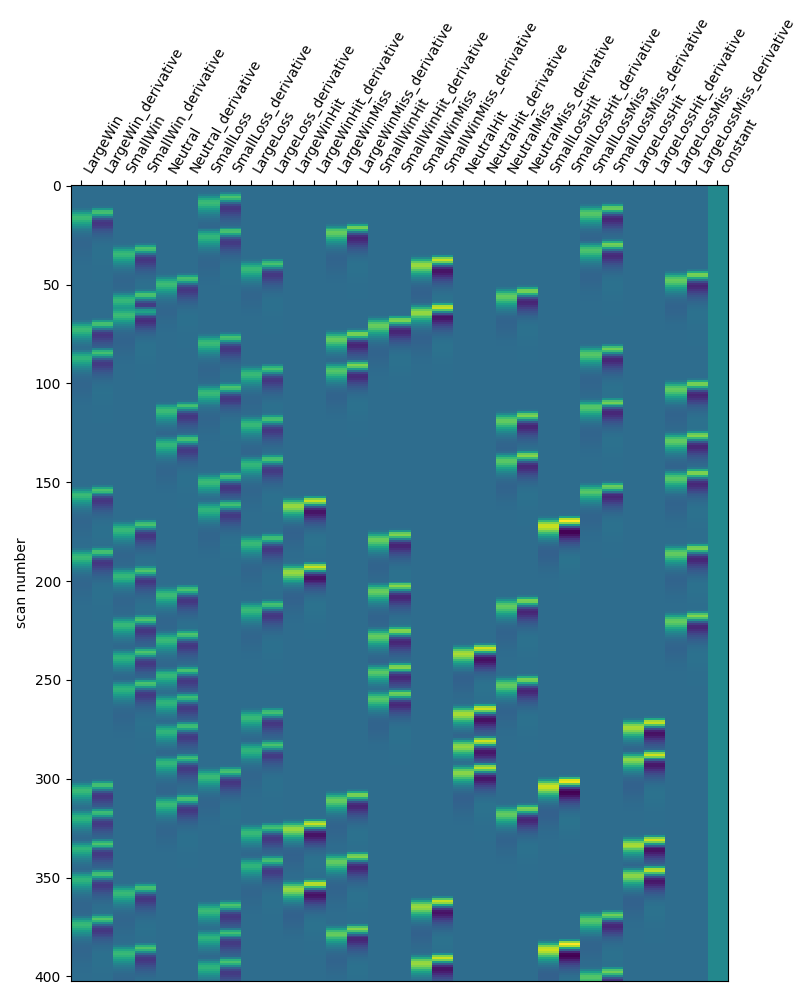 LargeWin
LargeWin_derivative
SmallWin
SmallWin_derivative
Neutral
Neutral_derivative
SmallLoss
SmallLoss_derivative
LargeLoss
LargeLoss_derivative
LargeWinHit
LargeWinHit_derivative
LargeWinMiss
LargeWinMiss_derivative
SmallWinHit
SmallWinHit_derivative
SmallWinMiss
SmallWinMiss_derivative
NeutralHit
NeutralHit_derivative
NeutralMiss
NeutralMiss_derivative
SmallLossHit
SmallLossHit_derivative
SmallLossMiss
SmallLossMiss_derivative
LargeLossHit
LargeLossHit_derivative
LargeLossMiss
LargeLossMiss_derivative
constant
scan number
0
50
100
150
200
250
300
350
400